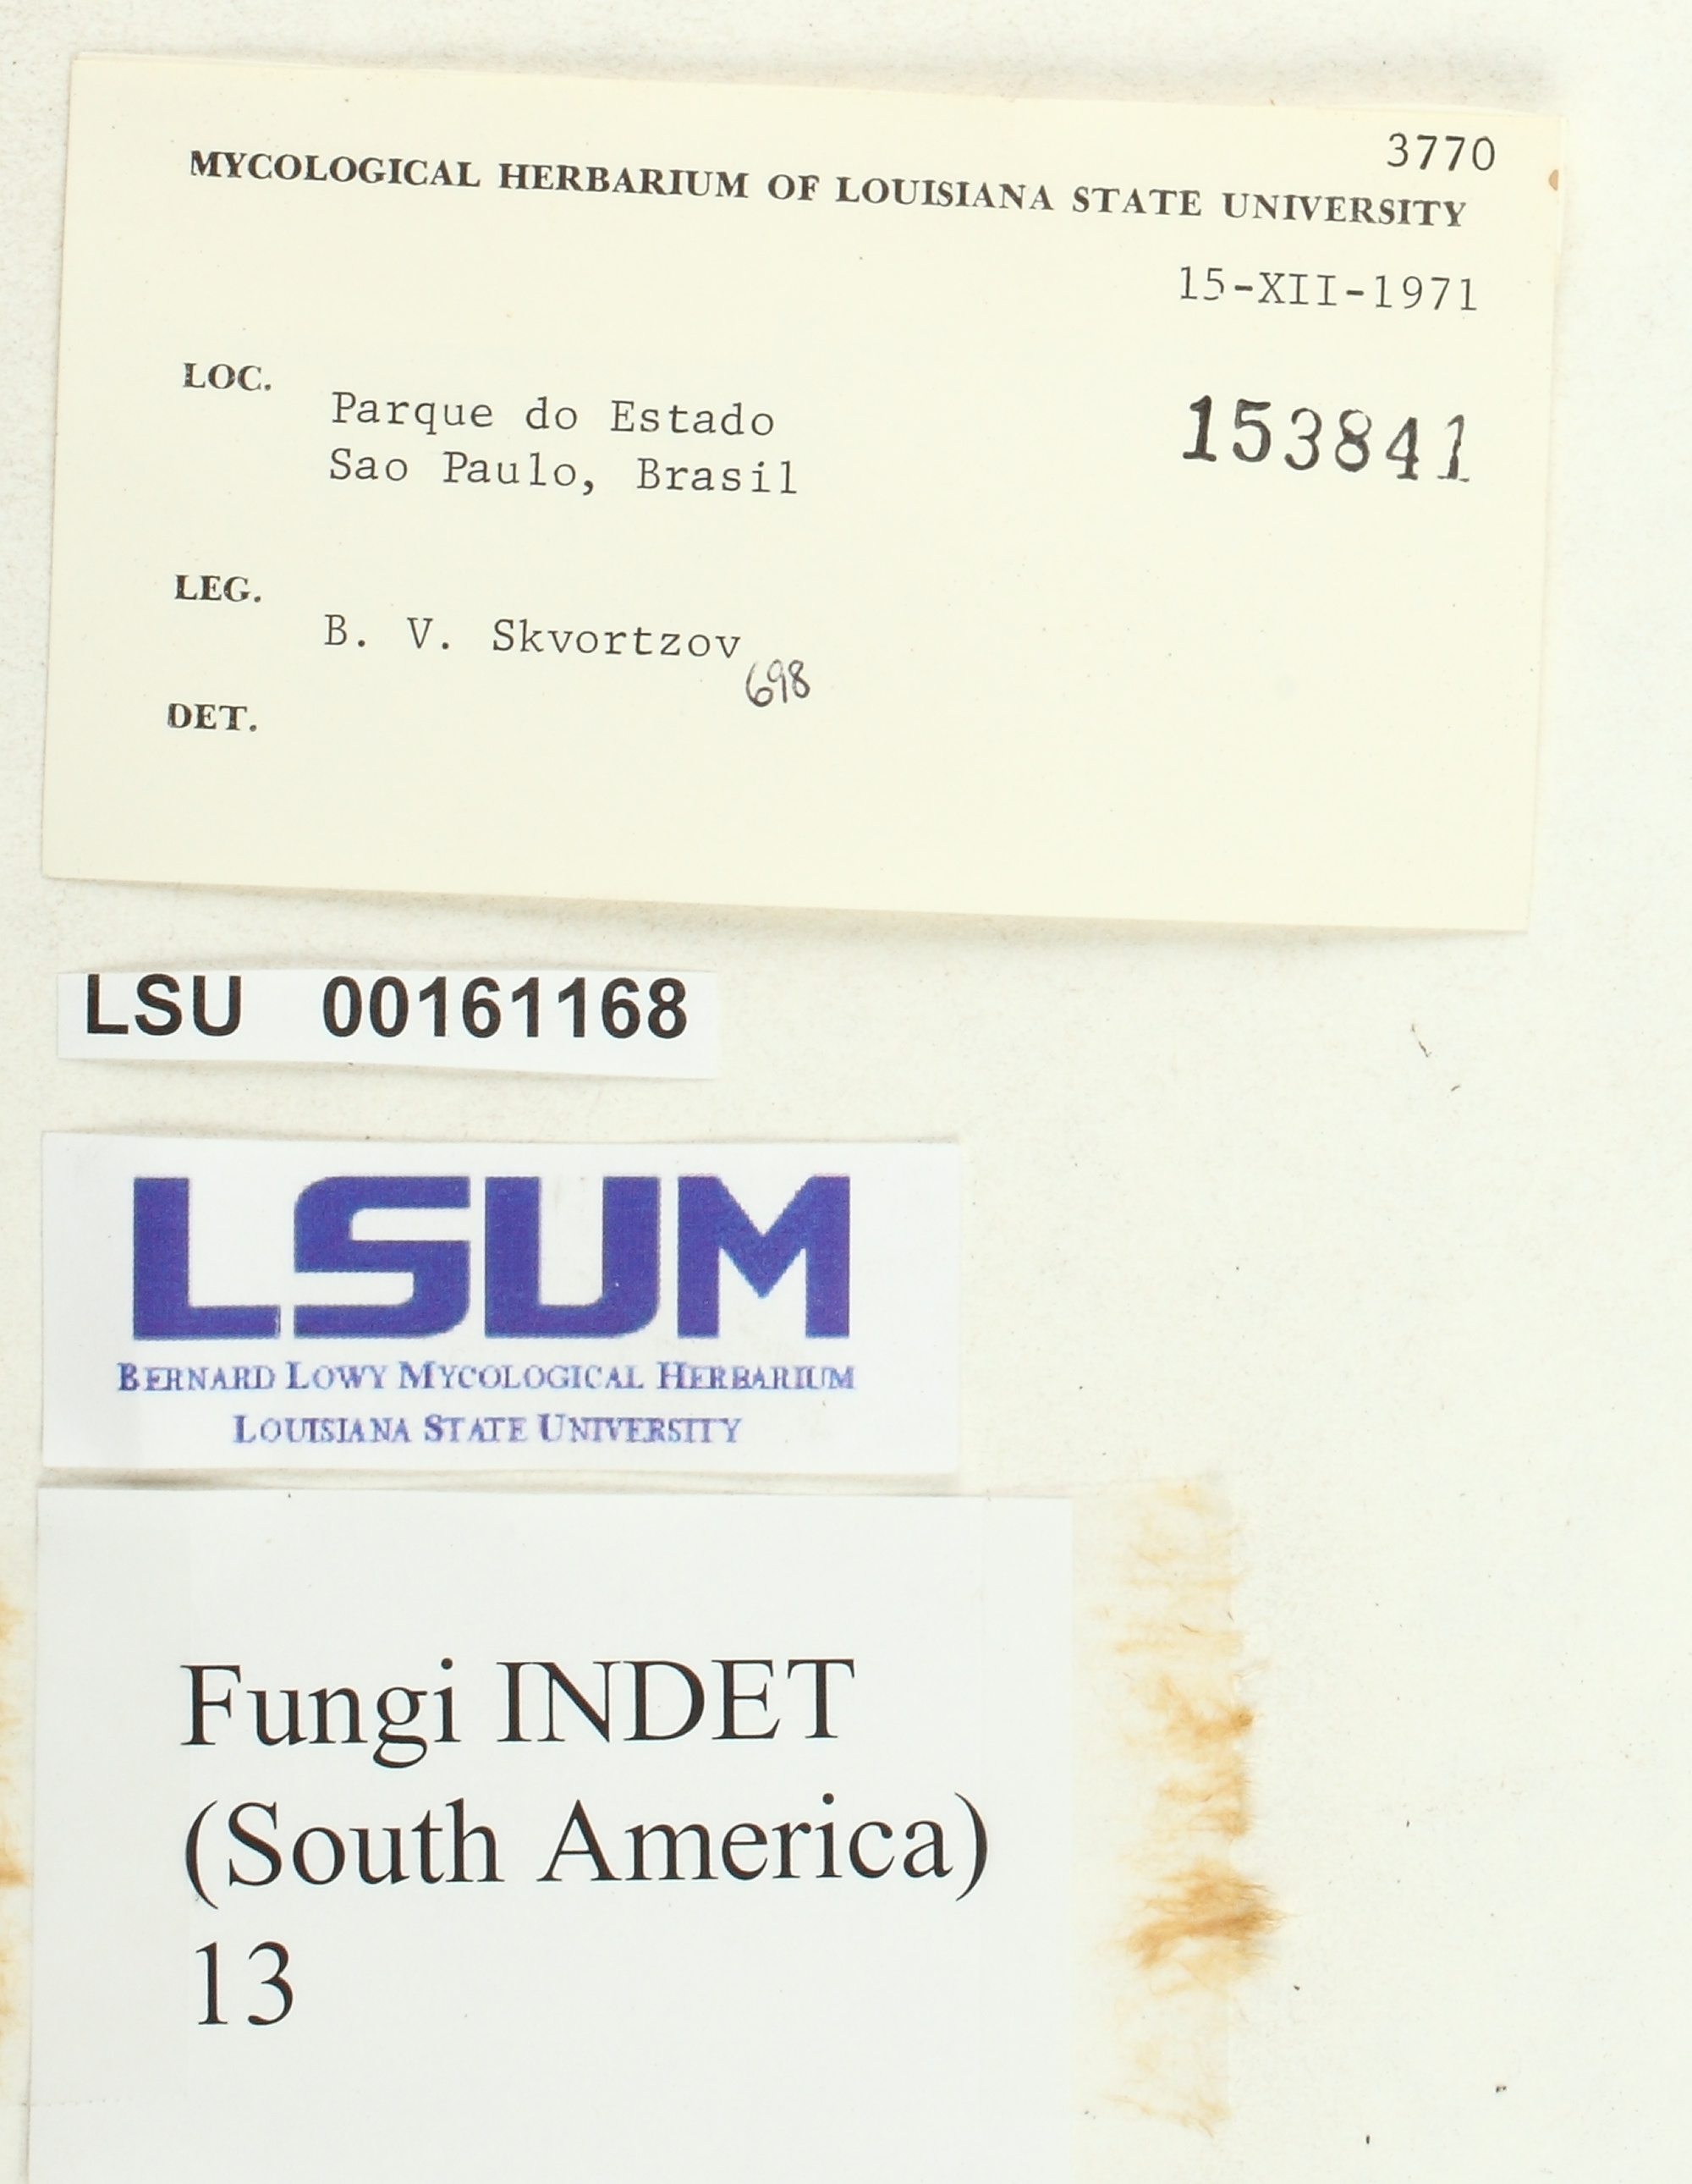 3770
MYCOLOGICAL HERBARIUM OF LOUISIANA STATE UNIVERSITY
15-XII-1971
LOC.
Parque do Estado
Sao Paulo, Brasil
153841
LEG.
B. V. Skvortzov
698
DET.
LSU 00161168
LSUM
BERNARD LOWY MYCOLOGICAL HERBARIUM
LOUISIANA STATE UNIVERSITY
Fungi INDET
(South America)
13